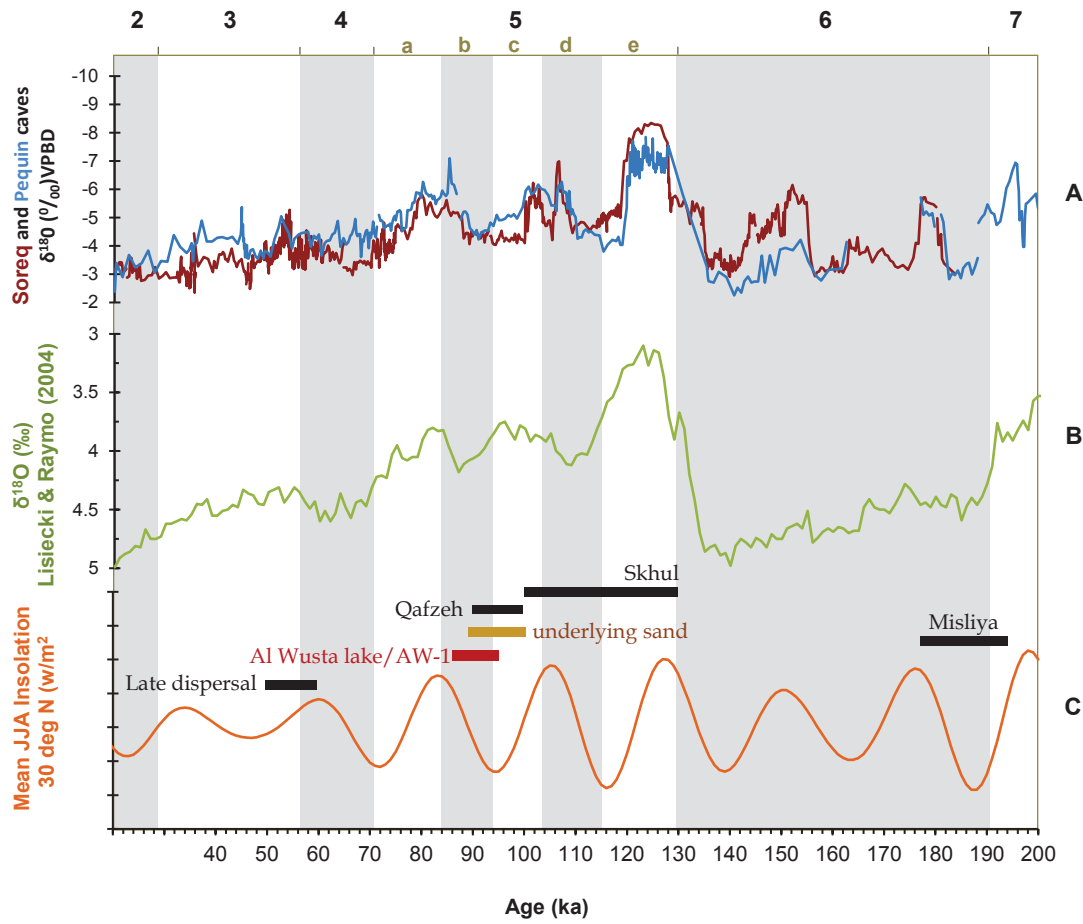 2 3 4 5 6 7
a b c d e
Soreq and Pequin caves
δ¹⁸0 (⁰/₀₀)VPBD
-10
-9
-8
-7
-6
-5
-4
-3
-2
A
δ¹⁸O (‰)
Lisiecki & Raymo (2004)
3
3.5
4
4.5
5
B
Mean JJA Insolation
30 deg N (w/m²
Skhul
Qafzeh
underlying sand
Misliya
Al Wusta lake/AW-1
Late dispersal
C
40 50 60 70 80 90 100 110 120 130 140 150 160 170 180 190 200
Age (ka)